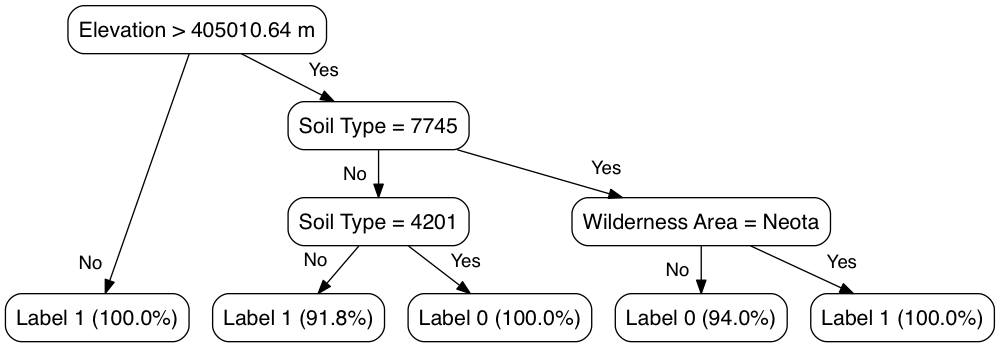 Elevation > 405010.64 m
Yes
Soil Type = 7745
No
Yes
Soil Type = 4201
Wilderness Area = Neota
No
No
Yes
No
Yes
Label 1 (100.0%)
Label 1 (91.8%)
Label 0 (100.0%)
Label 0 (94.0%)
Label 1 (100.0%)